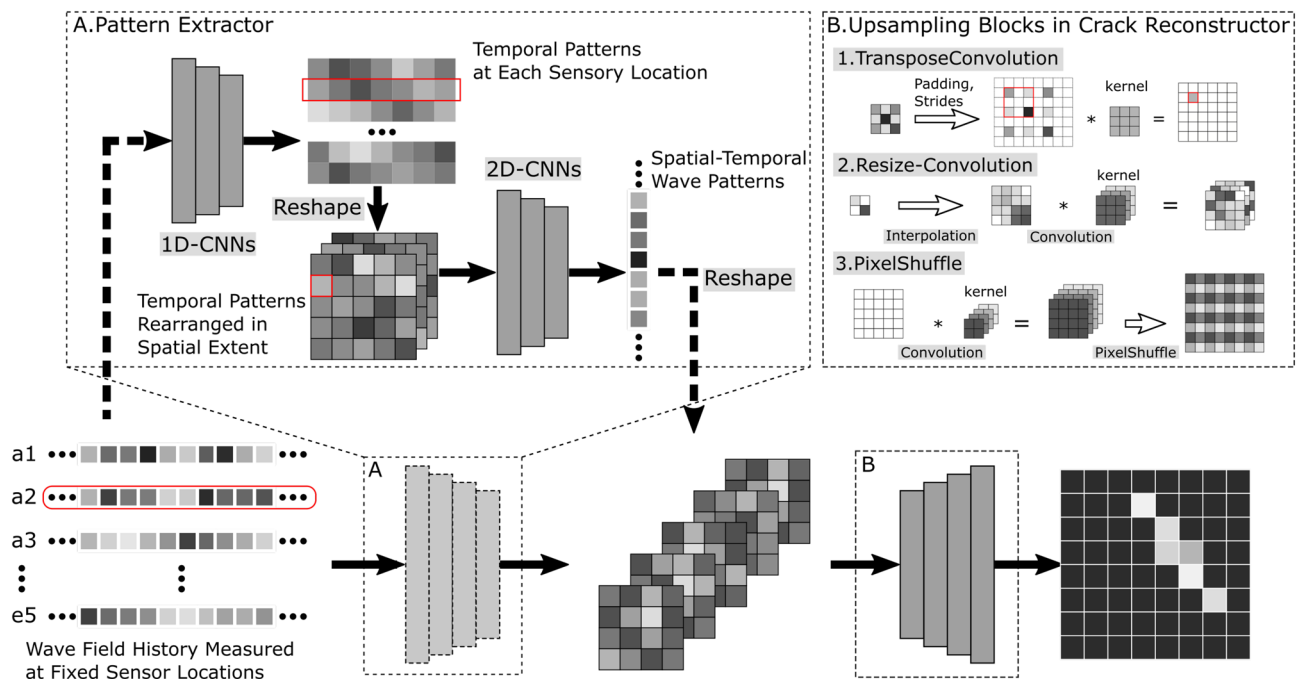 A.Pattern Extractor
Temporal Patterns
at Each Sensory Location
1D-CNNs
Reshape
2D-CNNs
Spatial-Temporal
Wave Patterns
Reshape
Temporal Patterns
Rearranged in
Spatial Extent
B.Upsampling Blocks in Crack Reconstructor
1.TransposeConvolution
Padding,
Strides
kernel
* =
2.Resize-Convolution
kernel
* =
Interpolation
Convolution
3.PixelShuffle
kernel
* =
Convolution
PixelShuffle
a1
a2
a3
e5
Wave Field History Measured
at Fixed Sensor Locations
A
B